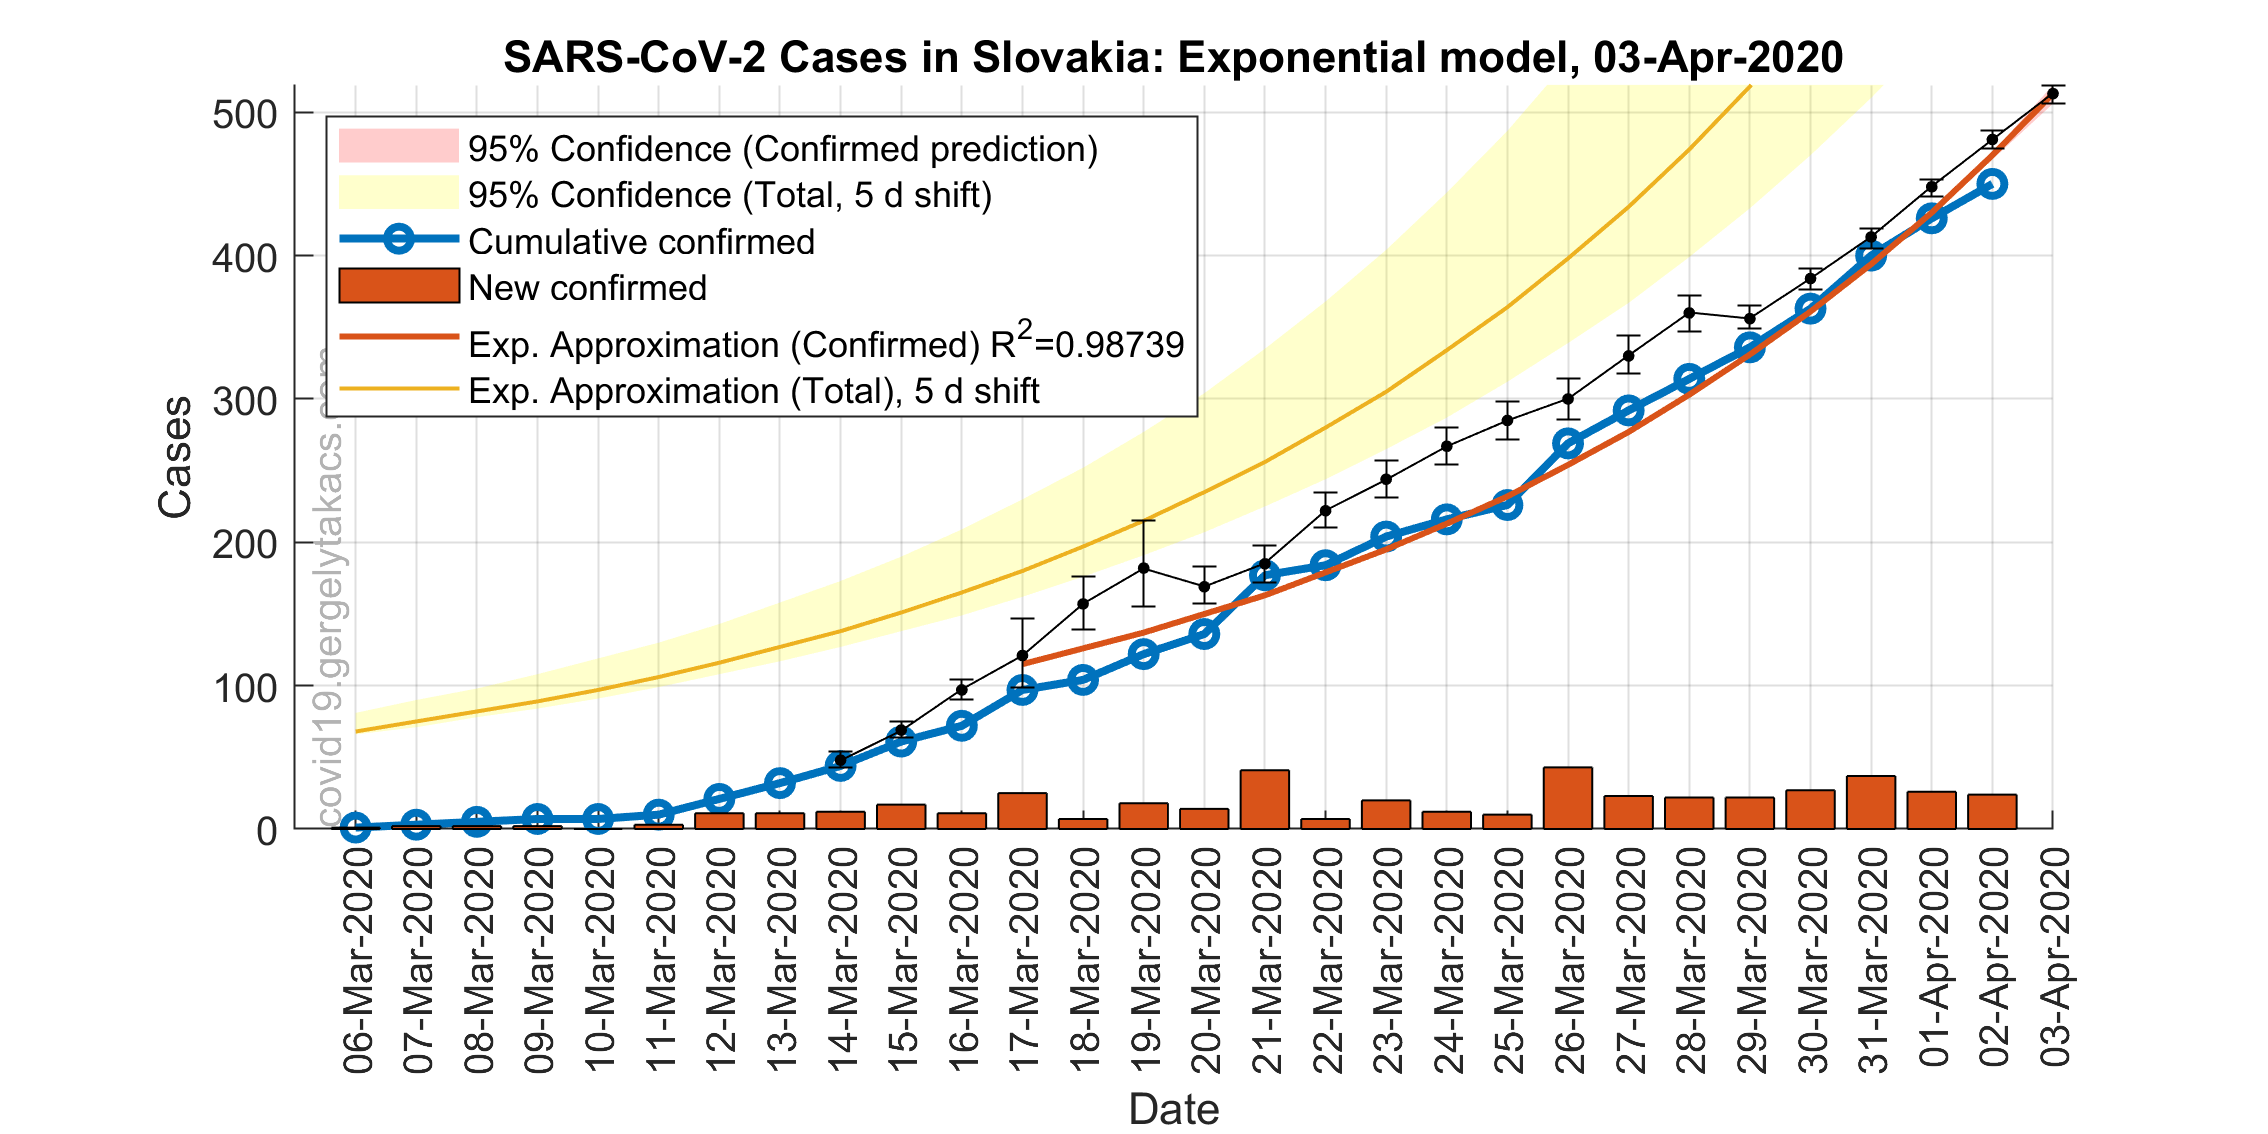 SARS-CoV-2 Cases in Slovakia: Exponential model, 03-Apr-2020
500
400
300
200
100
0
Cases
95% Confidence (Confirmed prediction)
95% Confidence (Total, 5 d shift)
Cumulative confirmed
New confirmed
Exp. Approximation (Confirmed) R²=0.98739
Exp. Approximation (Total), 5 d shift
covid19.gergelytakacs.com
06-Mar-2020
07-Mar-2020
08-Mar-2020
09-Mar-2020
10-Mar-2020
11-Mar-2020
12-Mar-2020
13-Mar-2020
14-Mar-2020
15-Mar-2020
16-Mar-2020
17-Mar-2020
18-Mar-2020
19-Mar-2020
20-Mar-2020
21-Mar-2020
22-Mar-2020
23-Mar-2020
24-Mar-2020
25-Mar-2020
26-Mar-2020
27-Mar-2020
28-Mar-2020
29-Mar-2020
30-Mar-2020
31-Mar-2020
01-Apr-2020
02-Apr-2020
03-Apr-2020
Date